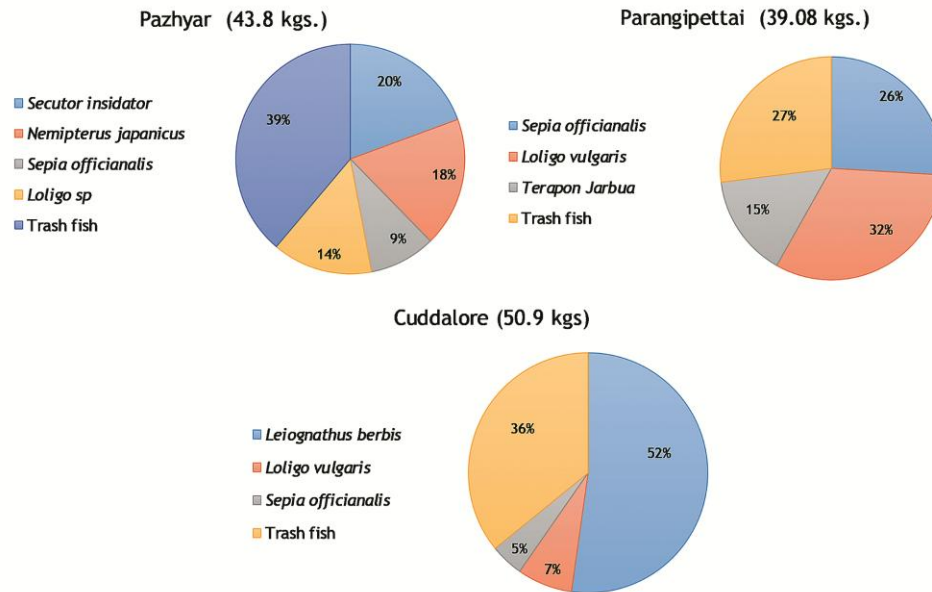 Pazhyar (43.8 kgs.)
Secutor insidator
Nemipterus japanicus
Sepia officianalis
Loligo sp
Trash fish
20%
18%
9%
14%
39%
Parangipettai (39.08 kgs.)
Sepia officianalis
Loligo vulgaris
Terapon Jarbua
Trash fish
26%
32%
15%
27%
Cuddalore (50.9 kgs)
Leiognathus berbis
Loligo vulgaris
Sepia officianalis
Trash fish
52%
7%
5%
36%